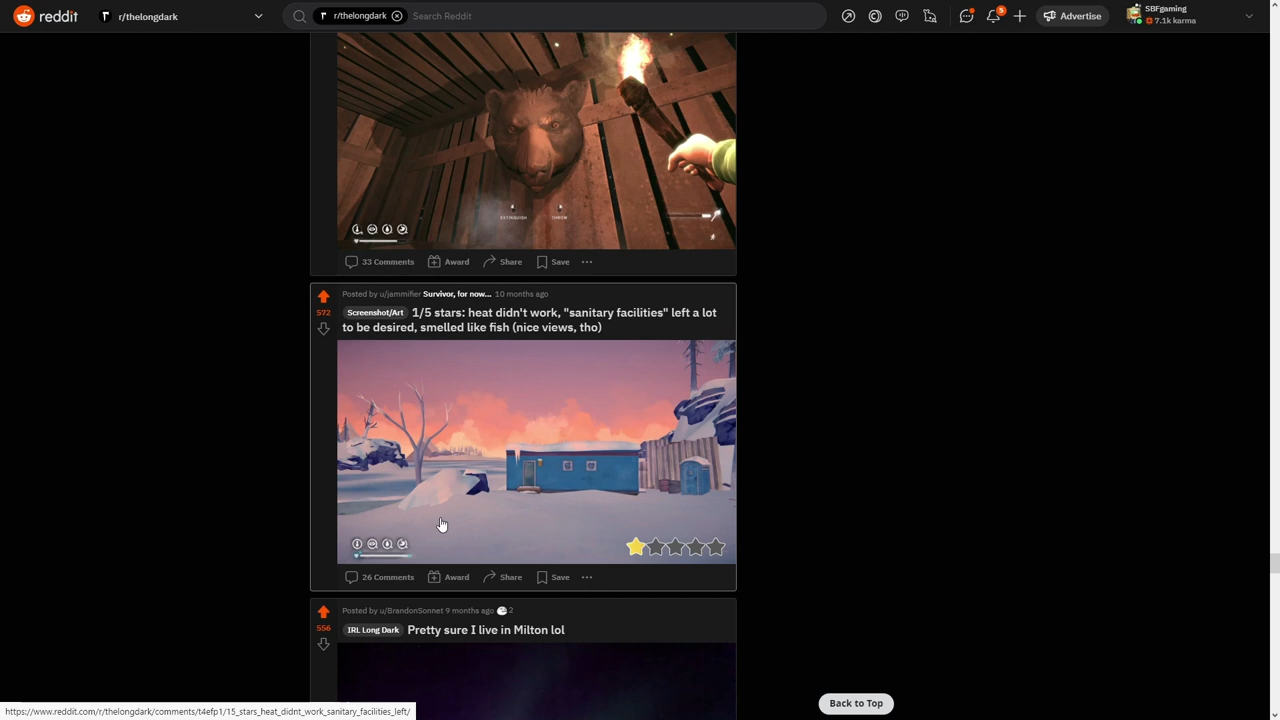 reddit
r/thelongdark
r/thelongdark
Search Reddit
5
Advertise
SBFgaming
7.1k karma
EXTINGUISH
THROW
33 Comments
Award
Share
Save
Posted by u/jammifier Survivor, for now... 10 months ago
572
Screenshot/Art 1/5 stars: heat didn't work, "sanitary facilities" left a lot
to be desired, smelled like fish (nice views, tho)
26 Comments
Award
Share
Save
Posted by u/BrandonSonnet 9 months ago 2
556
IRL Long Dark Pretty sure I live in Milton lol
Back to Top
https://www.reddit.com/r/thelongdark/comments/t4efp1/15_stars_heat_didnt_work_sanitary_facilities_left/